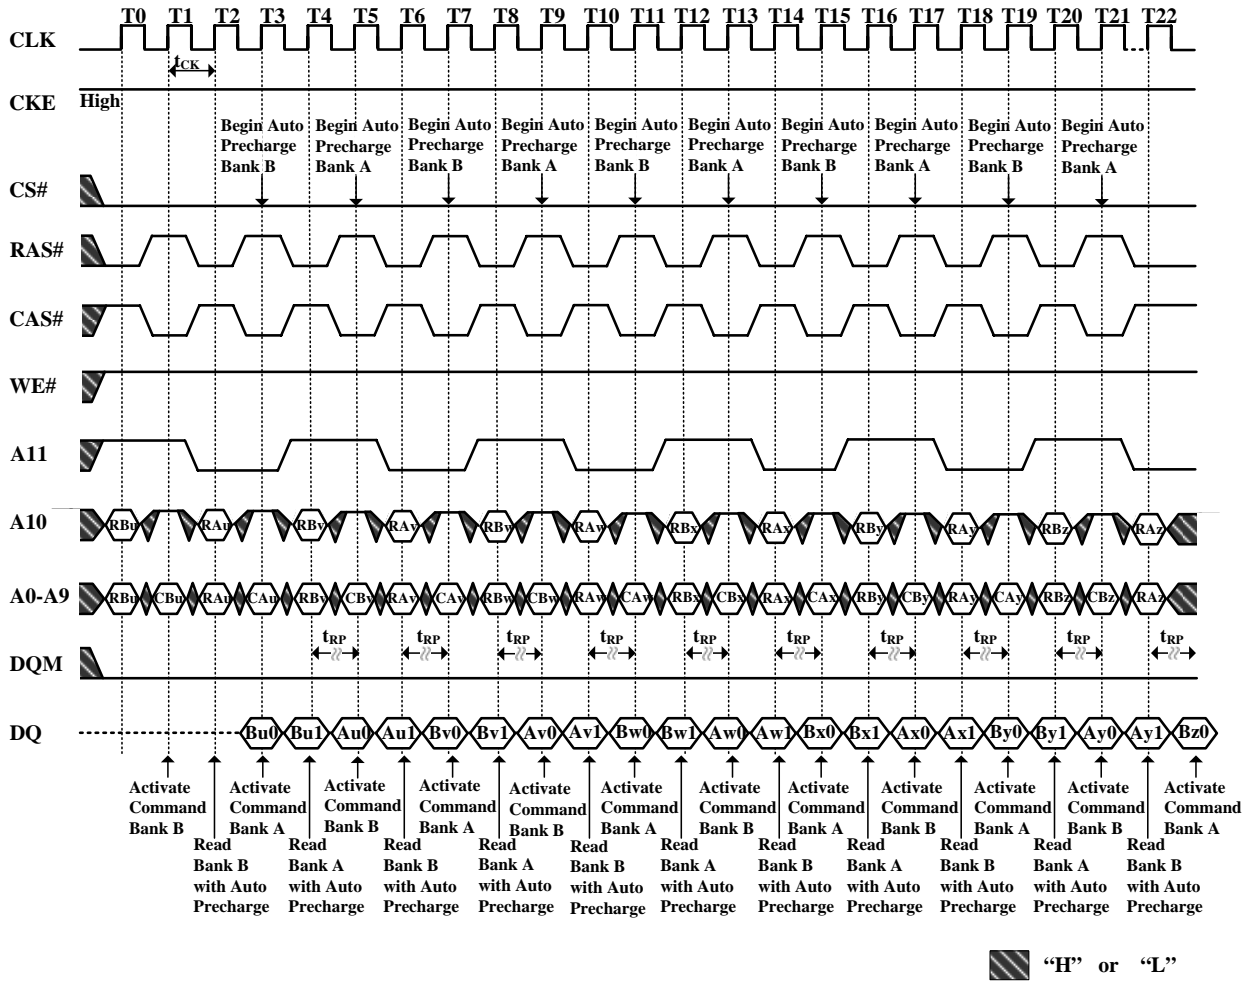 T0 T1 T2 T3 T4 T5 T6 T7 T8 T9 T10 T11 T12 T13 T14 T15 T16 T17 T18 T19 T20 T21 T22
CLK
tCK
CKE High
Begin Auto Begin Auto Begin Auto Begin Auto Begin Auto Begin Auto Begin Auto Begin Auto Begin Auto Begin Auto
Precharge Precharge Precharge Precharge Precharge Precharge Precharge Precharge Precharge Precharge
Bank B Bank A Bank B Bank A Bank B Bank A Bank B Bank A Bank B Bank A
CS#
RAS#
CAS#
WE#
A11
A10 RBu RAu RBv RAv RBw RAw RBx RAx RBy RAy RBz RAz
A0-A9 RBu CBu RAu CAu RBv CBv RAv CAv RBw CBw RAw CAw RBx CBx RAx CAx RBy CBy RAy CAy RBz CBz RAz
tRP tRP tRP tRP tRP tRP tRP tRP tRP tRP
DQM
DQ Bu0 Bu1 Au0 Au1 Bv0 Bv1 Av0 Av1 Bw0 Bw1 Aw0 Aw1 Bx0 Bx1 Ax0 Ax1 By0 By1 Ay0 Ay1 Bz0
Activate Activate Activate Activate Activate Activate Activate Activate Activate Activate Activate Activate
Command Command Command Command Command Command Command Command Command Command Command Command
Bank B Bank A Bank B Bank A Bank B Bank A Bank B Bank A Bank B Bank A Bank B Bank A
Read Read Read Read Read Read Read Read Read Read Read
Bank B Bank A Bank B Bank A Bank B Bank A Bank B Bank A Bank B Bank A Bank B
with Auto with Auto with Auto with Auto with Auto with Auto with Auto with Auto with Auto with Auto with Auto
Precharge Precharge Precharge Precharge Precharge Precharge Precharge Precharge Precharge Precharge Precharge
“H” or “L”